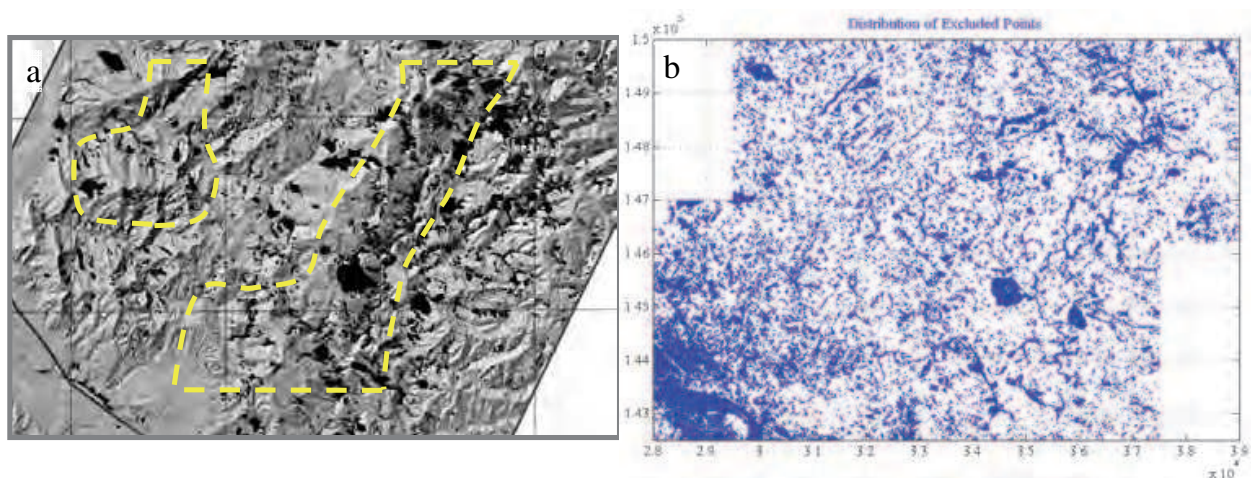 a
b
Distribution of Excluded Points
x 10⁵
1.5
1.49
1.48
1.47
1.46
1.45
1.44
1.43
2.8 2.9 3 3.1 3.2 3.3 3.4 3.5 3.6 3.7 3.8 3.9
x 10⁴